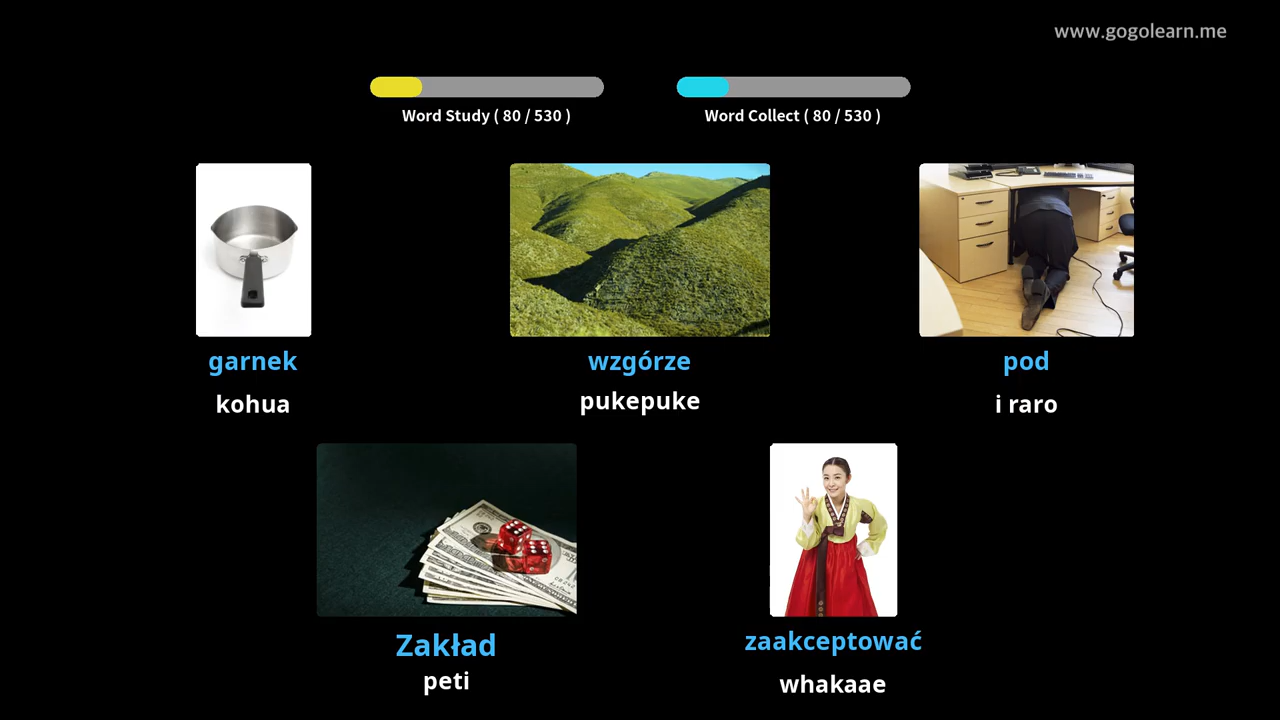 www.gogolearn.me
Word Study ( 80 / 530 )
Word Collect ( 80 / 530 )
garnek
kohua
wzgórze
pukepuke
pod
i raro
Zakład
peti
zaakceptować
whakaae